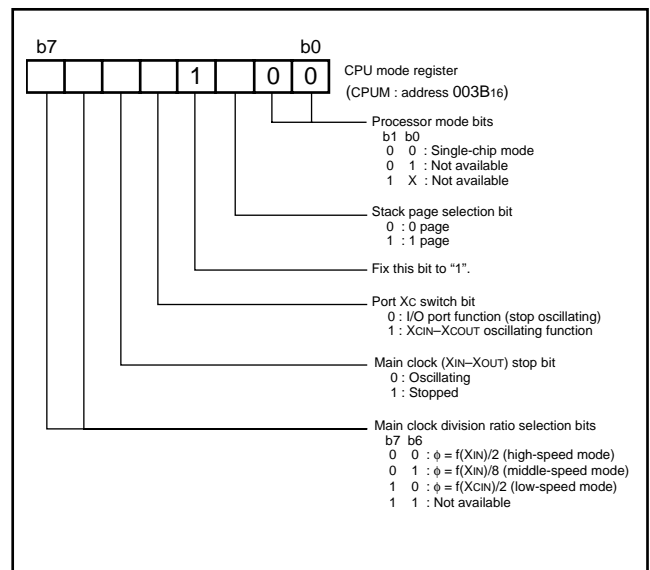 b7 b0
1 0 0
CPU mode register
(CPUM : address 003B16)
Processor mode bits
b1 b0
0 0 : Single-chip mode
0 1 : Not available
1 X : Not available
Stack page selection bit
0 : 0 page
1 : 1 page
Fix this bit to “1”.
Port XC switch bit
0 : I/O port function (stop oscillating)
1 : XCIN–XCOUT oscillating function
Main clock (XIN–XOUT) stop bit
0 : Oscillating
1 : Stopped
Main clock division ratio selection bits
b7 b6
0 0 : φ = f(XIN)/2 (high-speed mode)
0 1 : φ = f(XIN)/8 (middle-speed mode)
1 0 : φ = f(XCIN)/2 (low-speed mode)
1 1 : Not available